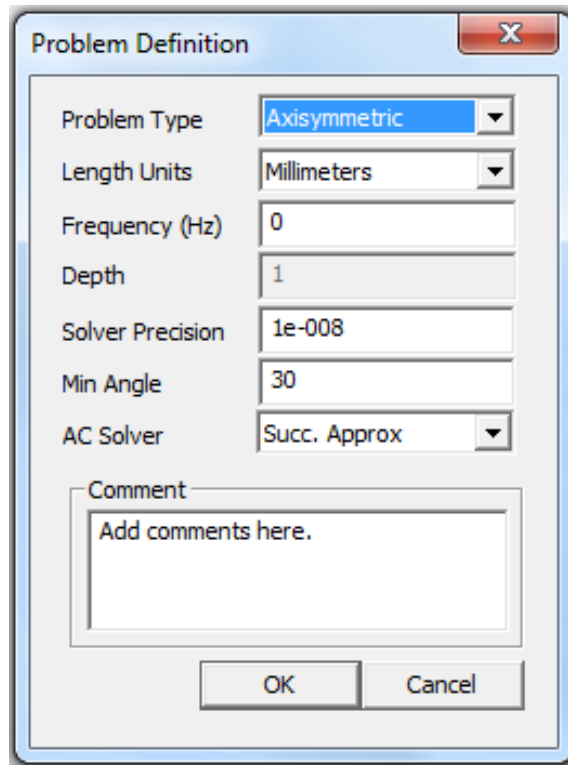 Problem Definition
Problem Type Axisymmetric
Length Units Millimeters
Frequency (Hz) 0
Depth 1
Solver Precision 1e-008
Min Angle 30
AC Solver Succ. Approx
Comment
Add comments here.
OK Cancel